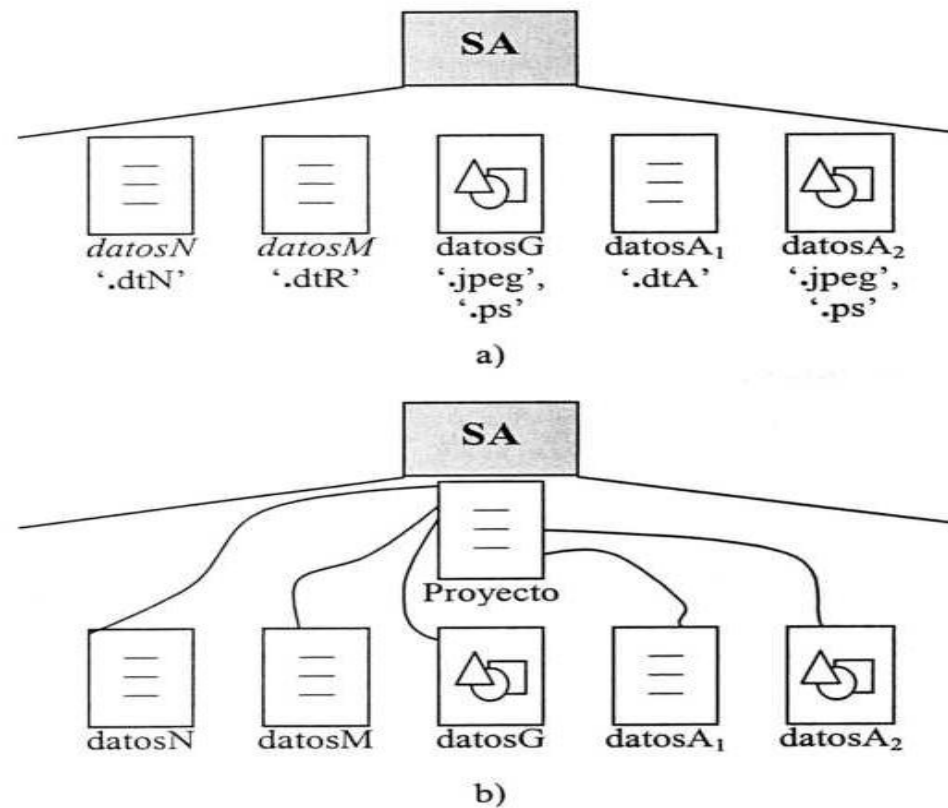 SA
datosN datosM datosG datosA₁ datosA₂
‘.dtN’ ‘.dtR’ ‘.jpeg’, ‘.dtA’ ‘.jpeg’,
‘.ps’ ‘.ps’
a)
SA
Proyecto
datosN datosM datosG datosA₁ datosA₂
b)